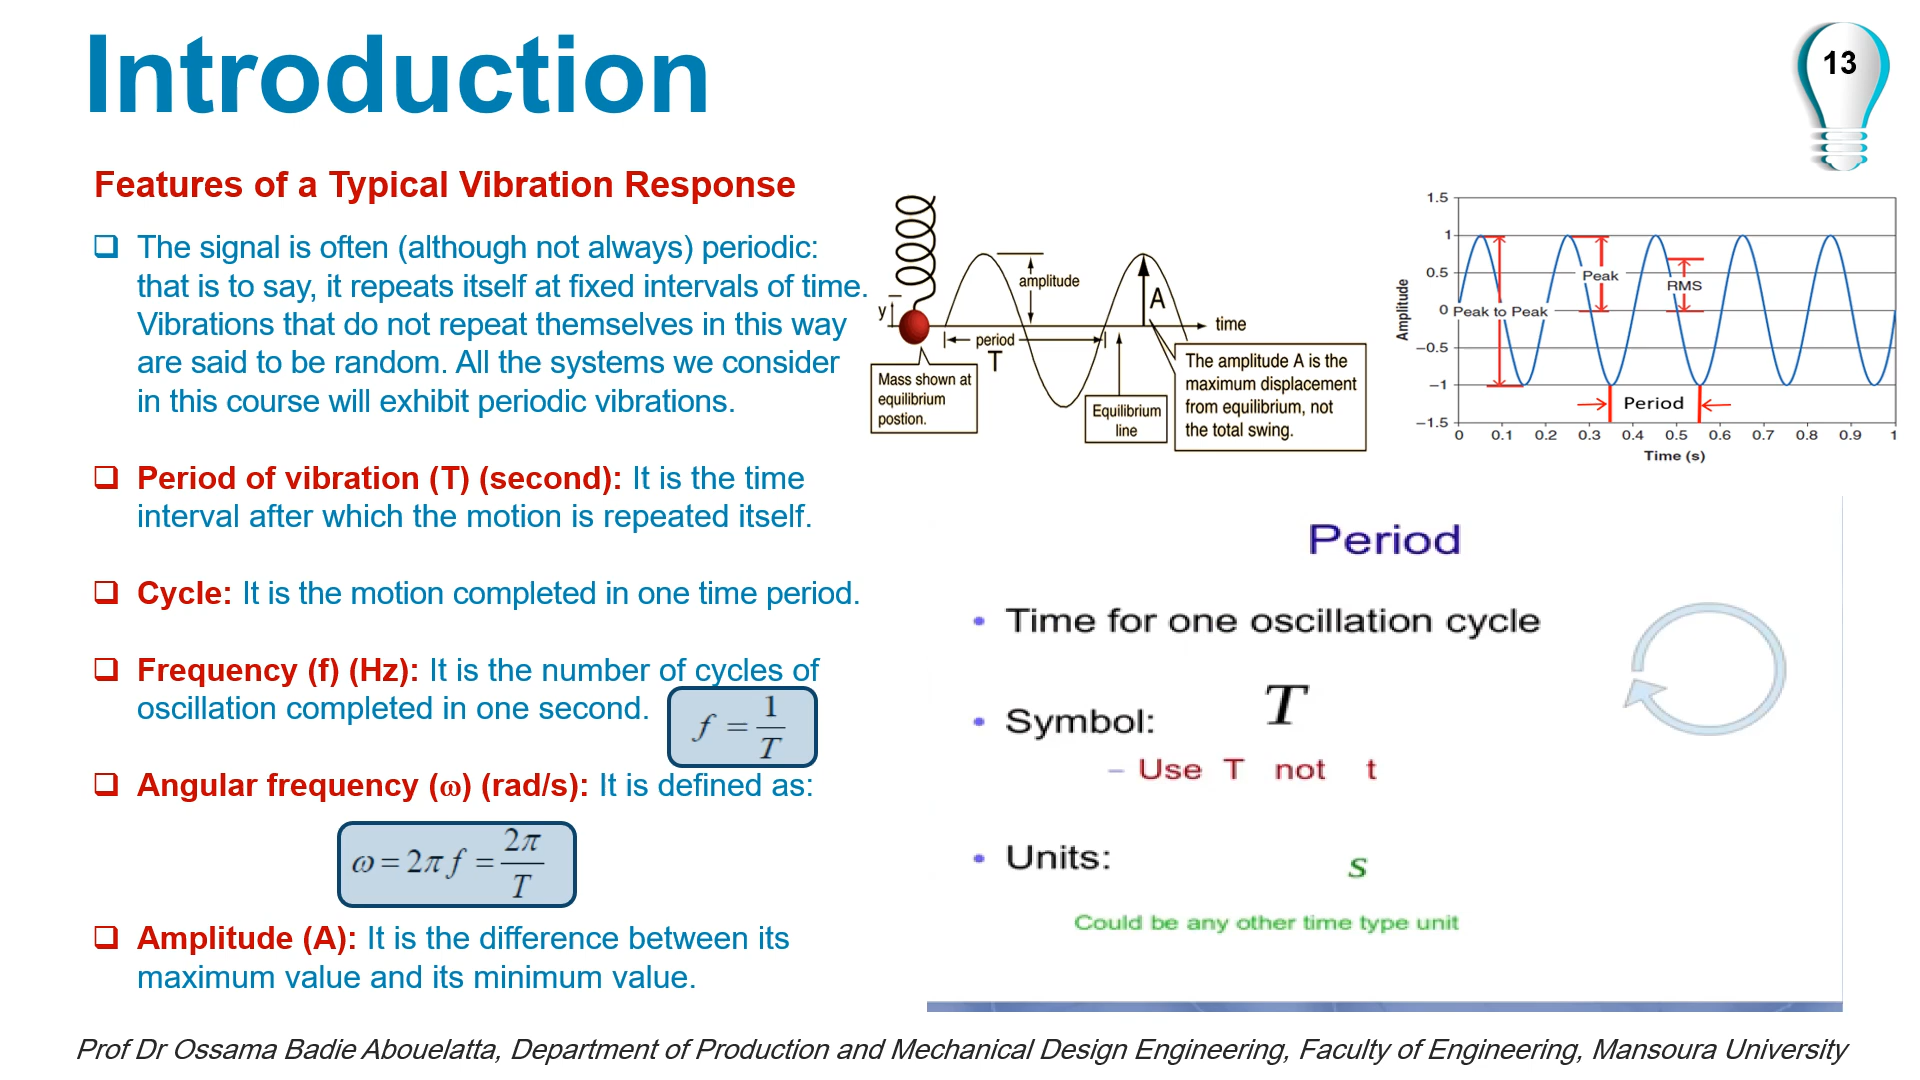 Introduction
13
Features of a Typical Vibration Response
❑ The signal is often (although not always) periodic:
that is to say, it repeats itself at fixed intervals of time.
Vibrations that do not repeat themselves in this way
are said to be random. All the systems we consider
in this course will exhibit periodic vibrations.
❑ Period of vibration (T) (second): It is the time
interval after which the motion is repeated itself.
❑ Cycle: It is the motion completed in one time period.
❑ Frequency (f) (Hz): It is the number of cycles of
oscillation completed in one second.
f = 1/T
❑ Angular frequency (ω) (rad/s): It is defined as:
ω = 2π f = 2π/T
❑ Amplitude (A): It is the difference between its
maximum value and its minimum value.
y
amplitude
A
time
period
T
Mass shown at
equilibrium
postion.
Equilibrium
line
The amplitude A is the
maximum displacement
from equilibrium, not
the total swing.
Amplitude
1.5
1
0.5
0
−0.5
−1
−1.5
Peak to Peak
Peak
RMS
Period
0 0.1 0.2 0.3 0.4 0.5 0.6 0.7 0.8 0.9 1
Time (s)
Period
• Time for one oscillation cycle
• Symbol: T
– Use T not t
• Units: s
Could be any other time type unit
Prof Dr Ossama Badie Abouelatta, Department of Production and Mechanical Design Engineering, Faculty of Engineering, Mansoura University